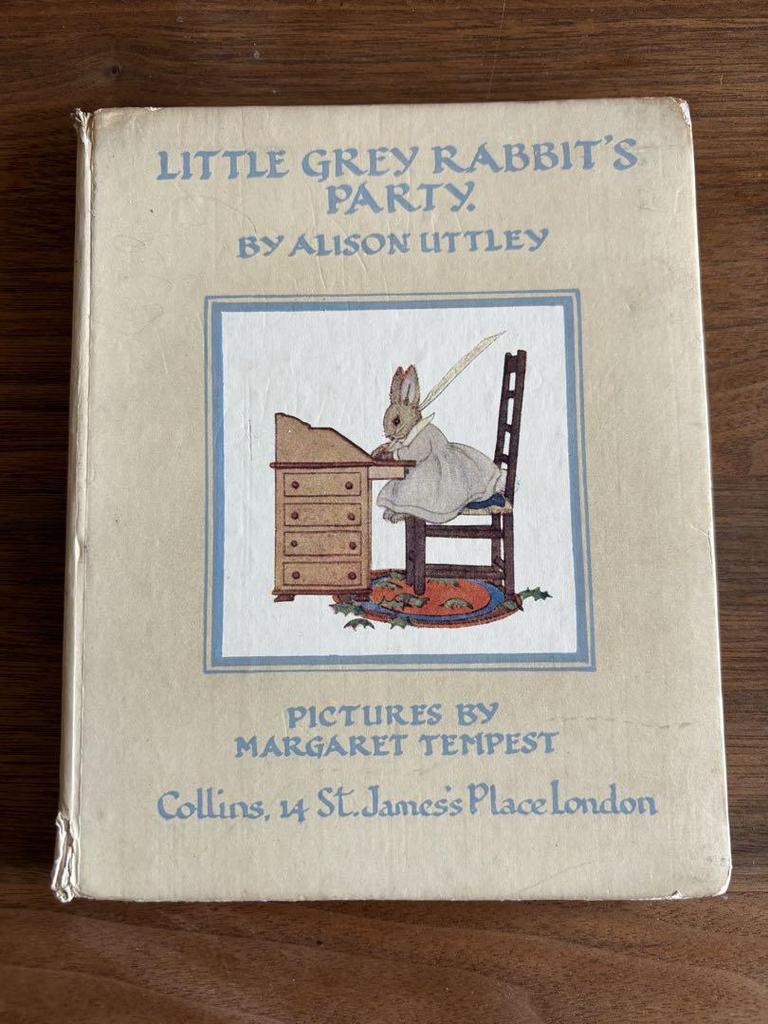 LITTLE GREY RABBIT'S
PARTY.
BY ALISON UTTLEY
PICTURES BY
MARGARET TEMPEST
Collins, 14 St. James's Place London